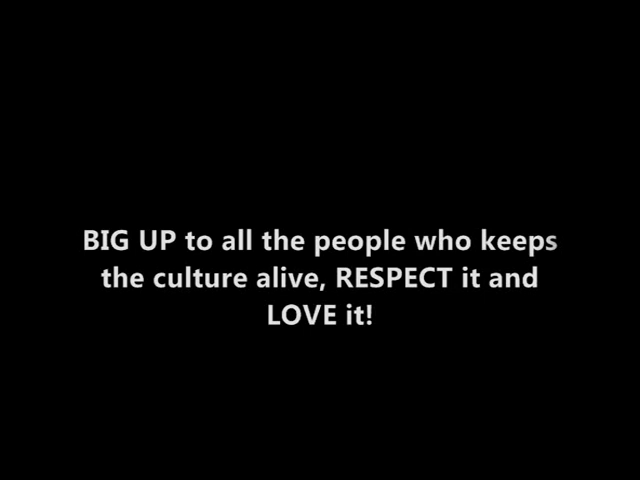 BIG UP to all the people who keeps
the culture alive, RESPECT it and
LOVE it!